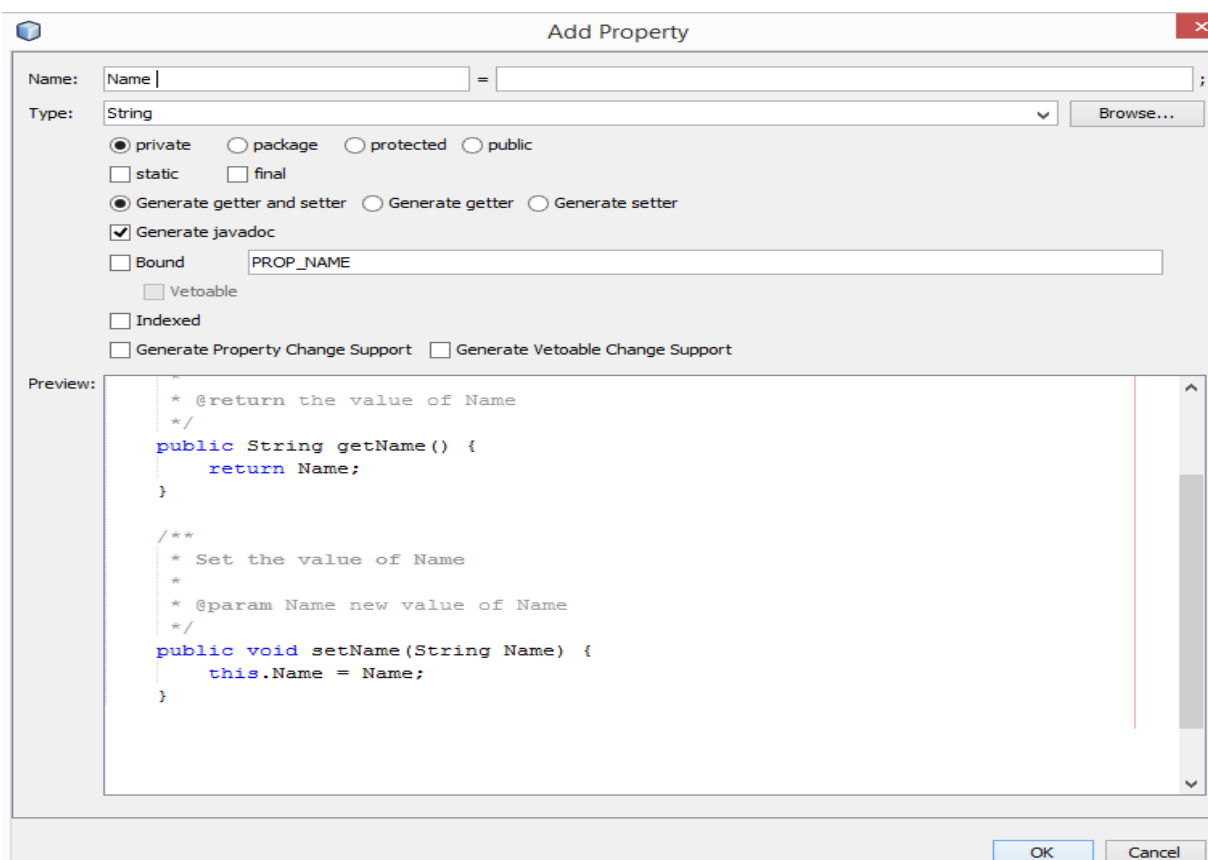 Add Property
Name: Name = ;
Type: String Browse...
private package protected public
static final
Generate getter and setter Generate getter Generate setter
Generate javadoc
Bound PROP_NAME
Vetoable
Indexed
Generate Property Change Support Generate Vetoable Change Support
Preview:
*
* @return the value of Name
*/
public String getName() {
return Name;
}
/**
* Set the value of Name
*
* @param Name new value of Name
*/
public void setName(String Name) {
this.Name = Name;
}
OK Cancel